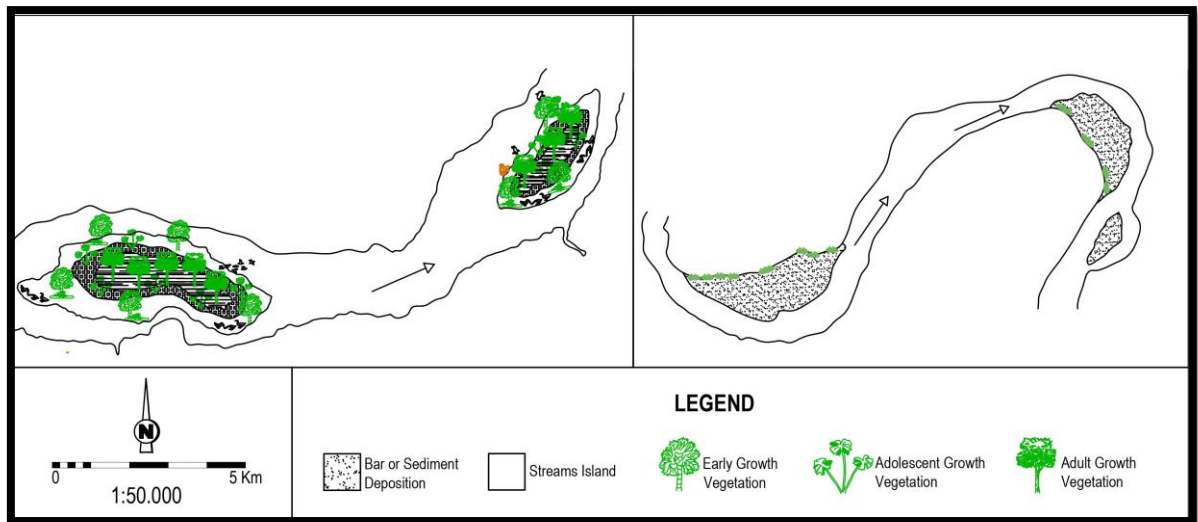 N
0 5 Km
1:50.000
LEGEND
Bar or Sediment
Deposition
Streams Island
Early Growth
Vegetation
Adolescent Growth
Vegetation
Adult Growth
Vegetation